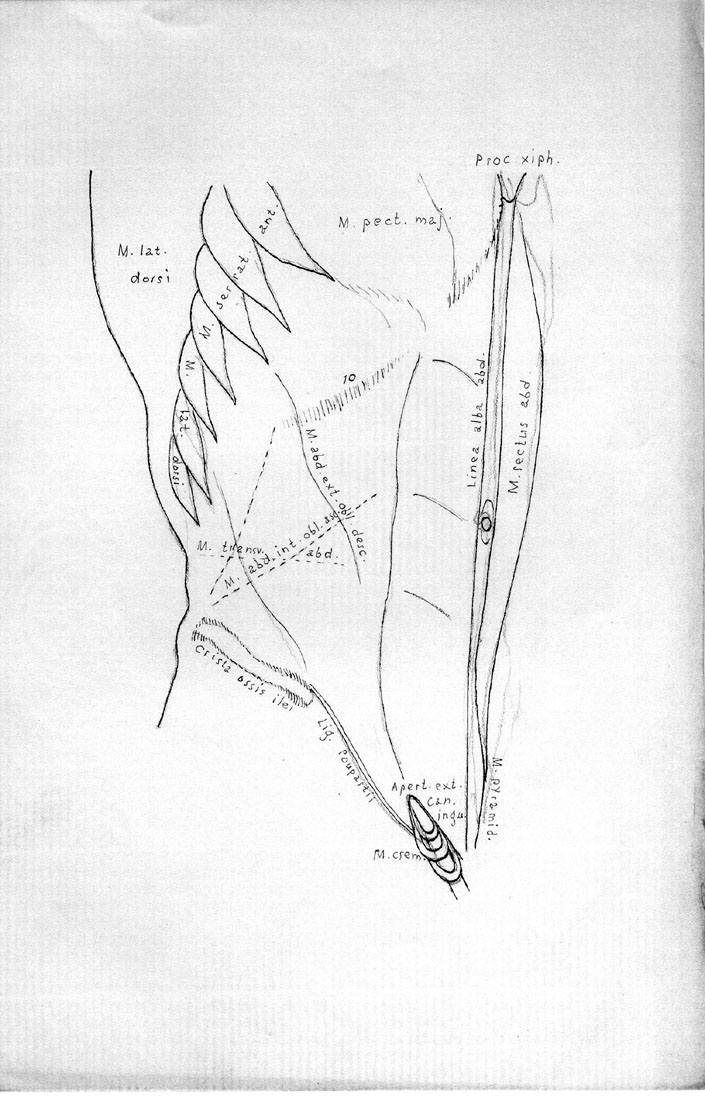 Proc xiph.
M. pect. maj.
M. lat.
dorsi
M. serrat. ant.
M. lat. dorsi
10
Linea alba abd.
M. rectus abd.
M. abd. ext. obl. desc.
M. abd. int. obl. asc.
M. transv. abd.
Crista ossis ilei
Lig. Poupartii
Apert. ext.
Can.
ingu.
M. pyramid.
M. crem.